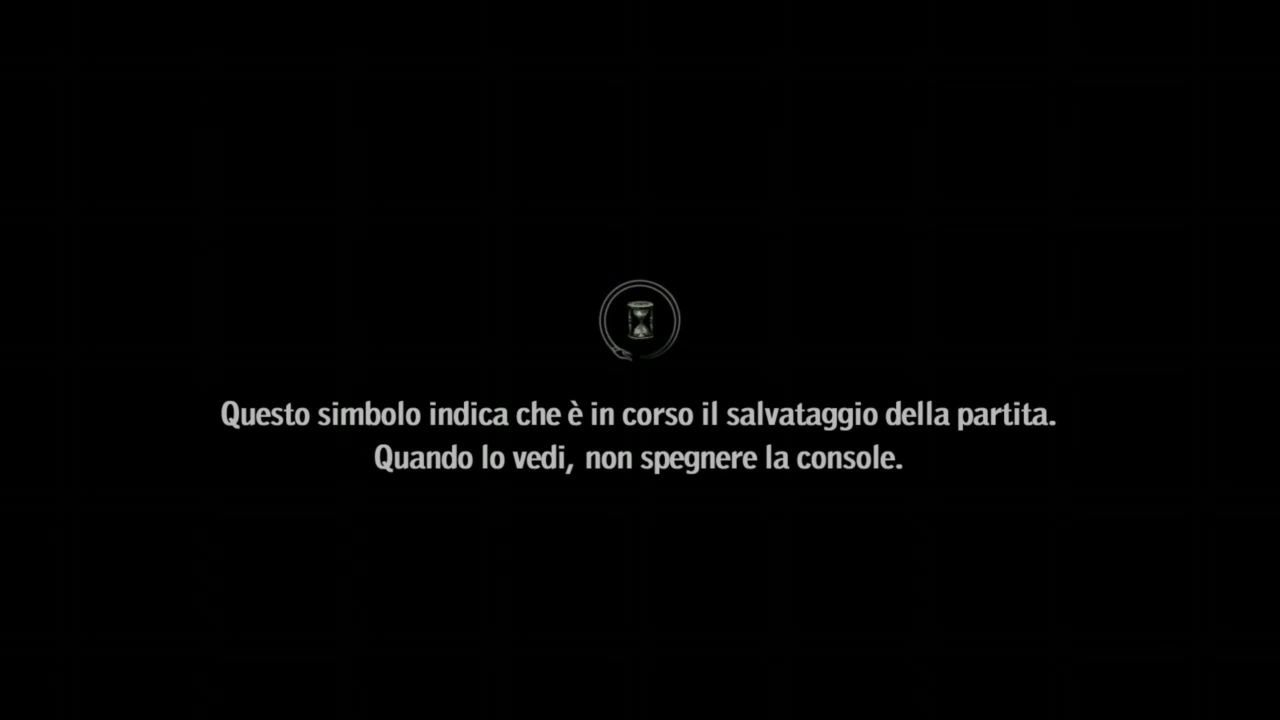 Questo simbolo indica che è in corso il salvataggio della partita.
Quando lo vedi, non spegnere la console.